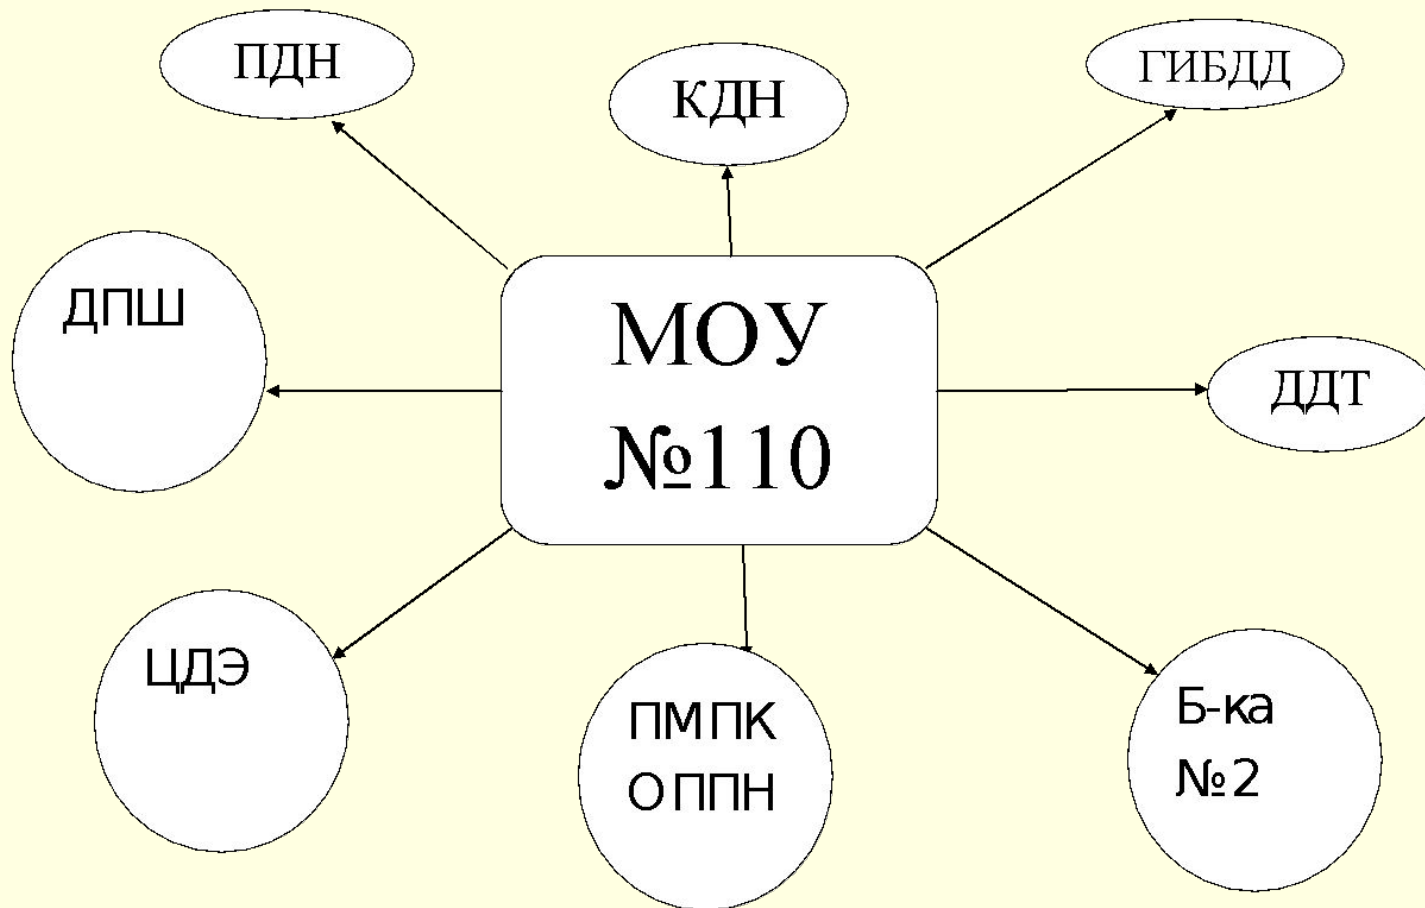 ПДН
КДН
ГИБДД
ДПШ
МОУ
№110
ДДТ
ЦДЭ
ПМПК
ОППН
Б-ка
№2